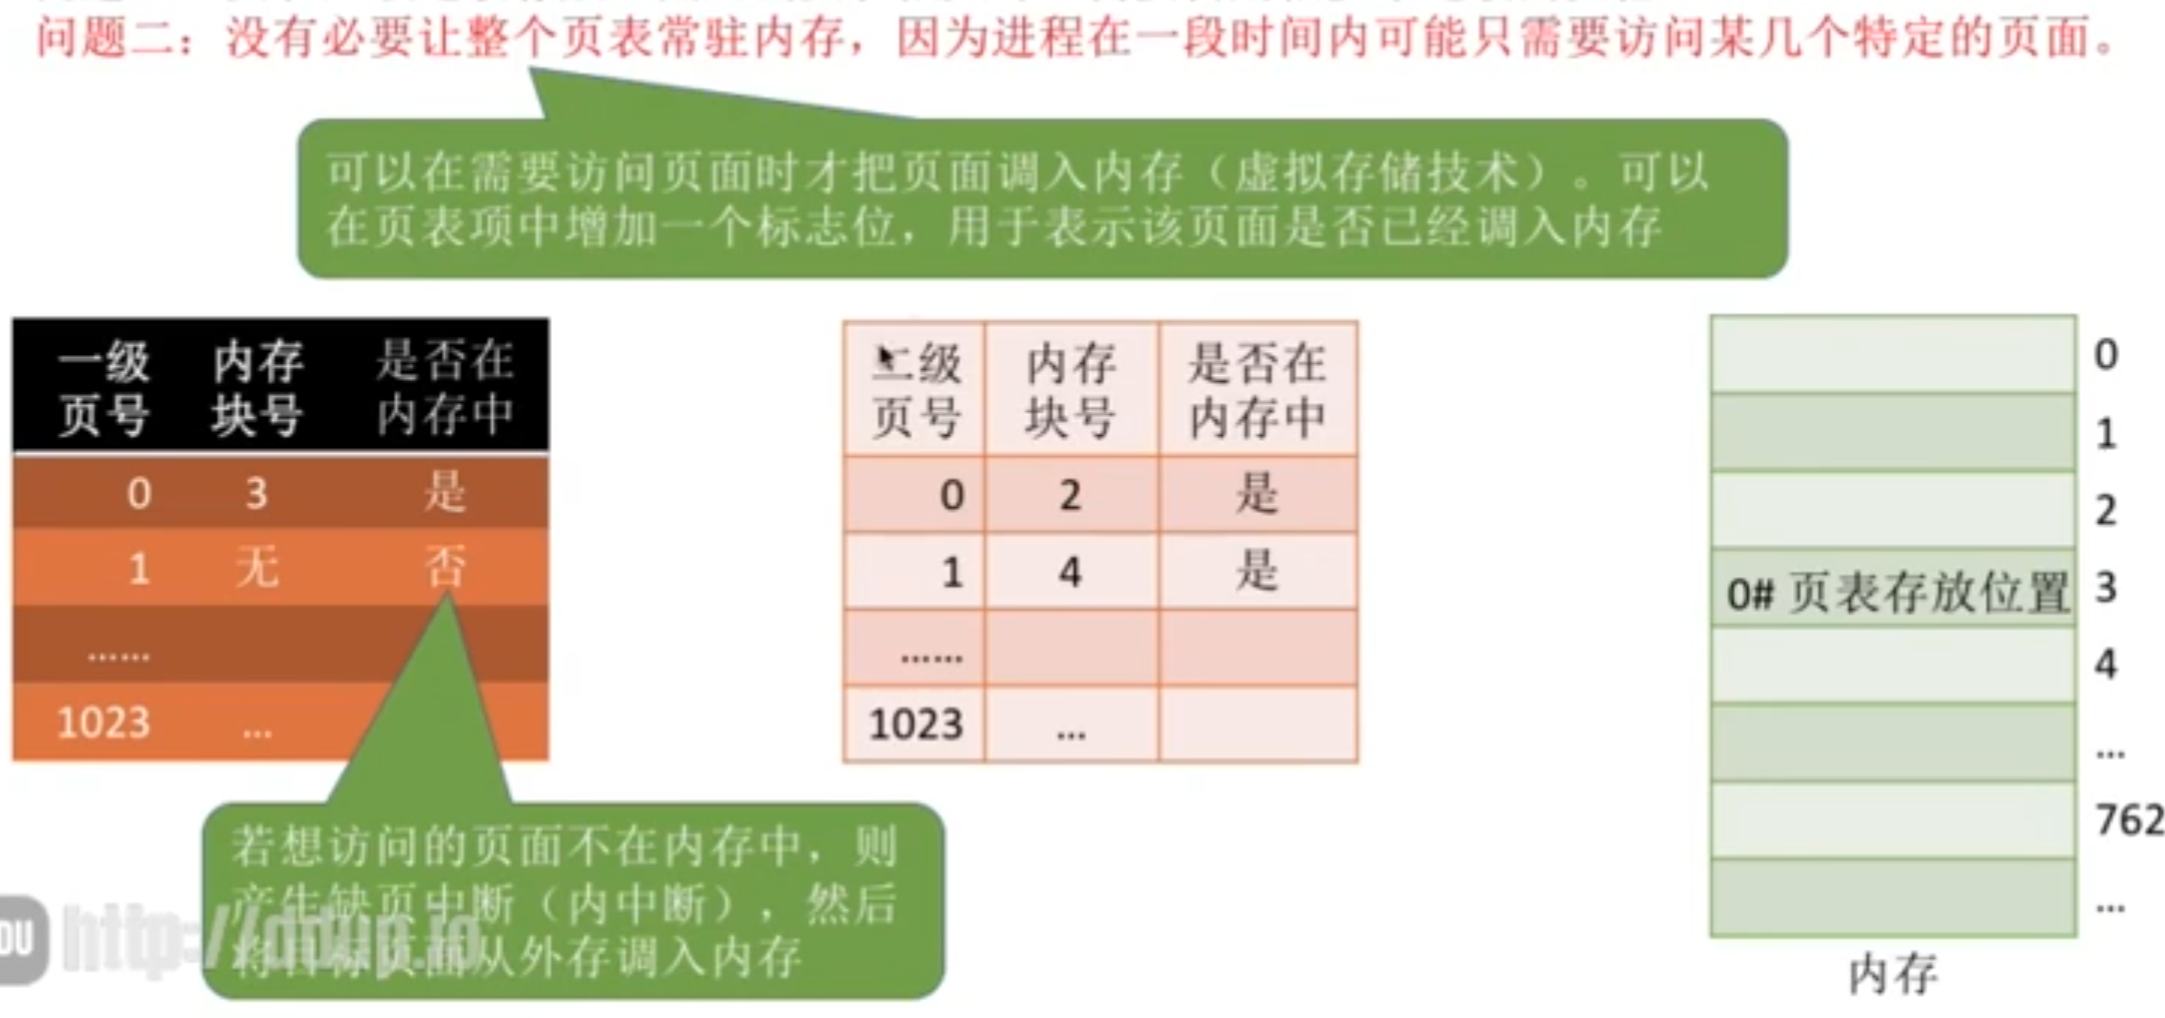 问题二：没有必要让整个页表常驻内存，因为进程在一段时间内可能只需要访问某几个特定的页面。
可以在需要访问页面时才把页面调入内存（虚拟存储技术）。可以
在页表项中增加一个标志位，用于表示该页面是否已经调入内存
一级页号 内存块号 是否在内存中
0 3 是
1 无 否
……
1023 ...
二级页号 内存块号 是否在内存中
0 2 是
1 4 是
……
1023 ...
0
1
2
0# 页表存放位置 3
4
...
762
...
内存
若想访问的页面不在内存中，则
产生缺页中断（内中断），然后
将目标页面从外存调入内存